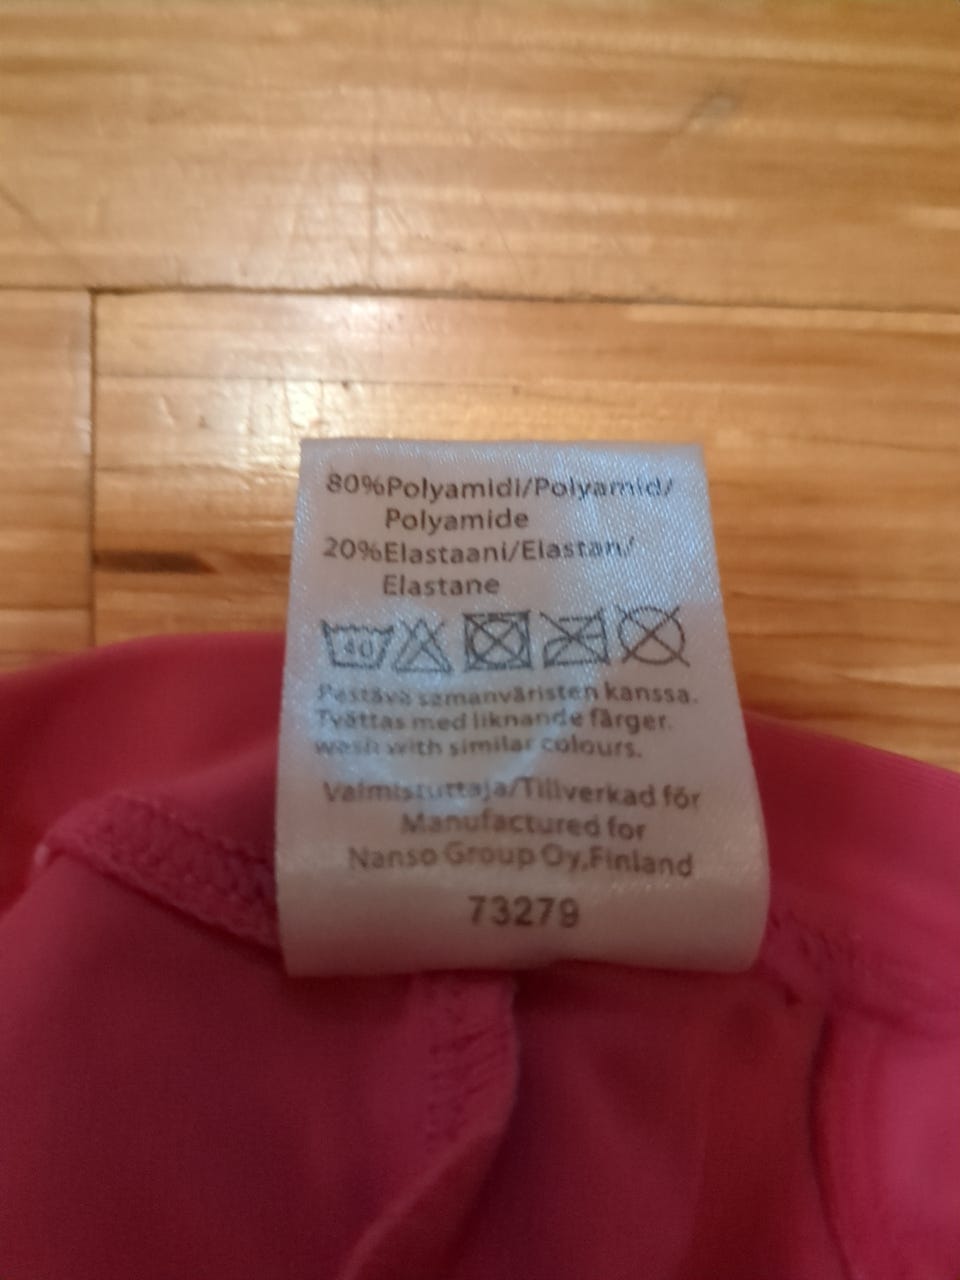 80%Polyamidi/Polyamid/
Polyamide
20%Elastaani/Elastan/
Elastane
40
Pestävä samanväristen kanssa.
Tvättas med liknande färger.
wash with similar colours.
Valmistuttaja/Tillverkad för
Manufactured for
Nanso Group Oy,Finland
73279